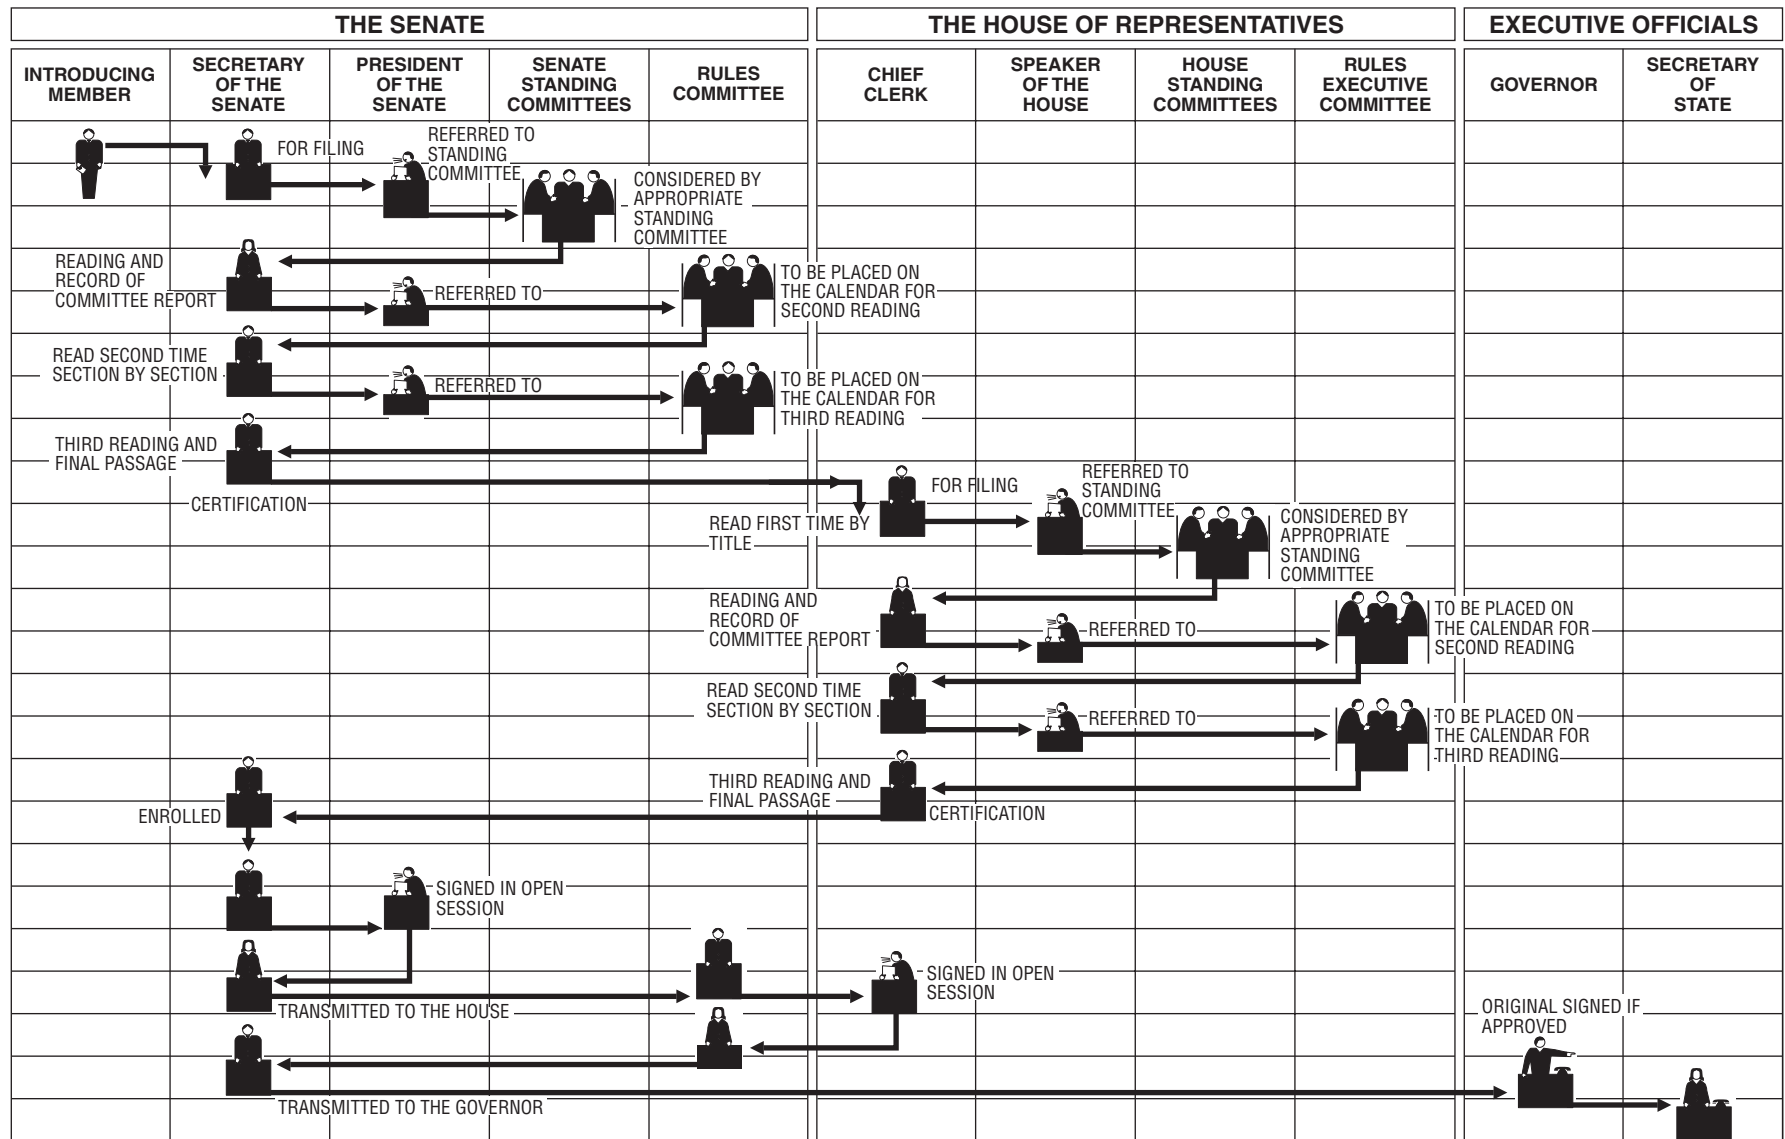 THE SENATE
THE HOUSE OF REPRESENTATIVES
EXECUTIVE OFFICIALS
INTRODUCING
MEMBER
SECRETARY
OF THE
SENATE
PRESIDENT
OF THE
SENATE
SENATE
STANDING
COMMITTEES
RULES
COMMITTEE
CHIEF
CLERK
SPEAKER
OF THE
HOUSE
HOUSE
STANDING
COMMITTEES
RULES
EXECUTIVE
COMMITTEE
GOVERNOR
SECRETARY
OF
STATE
FOR FILING
REFERRED TO
STANDING
COMMITTEE
CONSIDERED BY
APPROPRIATE
STANDING
COMMITTEE
READING AND
RECORD OF
COMMITTEE REPORT
REFERRED TO
TO BE PLACED ON
THE CALENDAR FOR
SECOND READING
READ SECOND TIME
SECTION BY SECTION
REFERRED TO
TO BE PLACED ON
THE CALENDAR FOR
THIRD READING
THIRD READING AND
FINAL PASSAGE
CERTIFICATION
READ FIRST TIME BY
TITLE
FOR FILING
REFERRED TO
STANDING
COMMITTEE
CONSIDERED BY
APPROPRIATE
STANDING
COMMITTEE
READING AND
RECORD OF
COMMITTEE REPORT
REFERRED TO
TO BE PLACED ON
THE CALENDAR FOR
SECOND READING
READ SECOND TIME
SECTION BY SECTION
REFERRED TO
TO BE PLACED ON
THE CALENDAR FOR
THIRD READING
THIRD READING AND
FINAL PASSAGE
CERTIFICATION
ENROLLED
SIGNED IN OPEN
SESSION
TRANSMITTED TO THE HOUSE
SIGNED IN OPEN
SESSION
TRANSMITTED TO THE GOVERNOR
ORIGINAL SIGNED IF
APPROVED